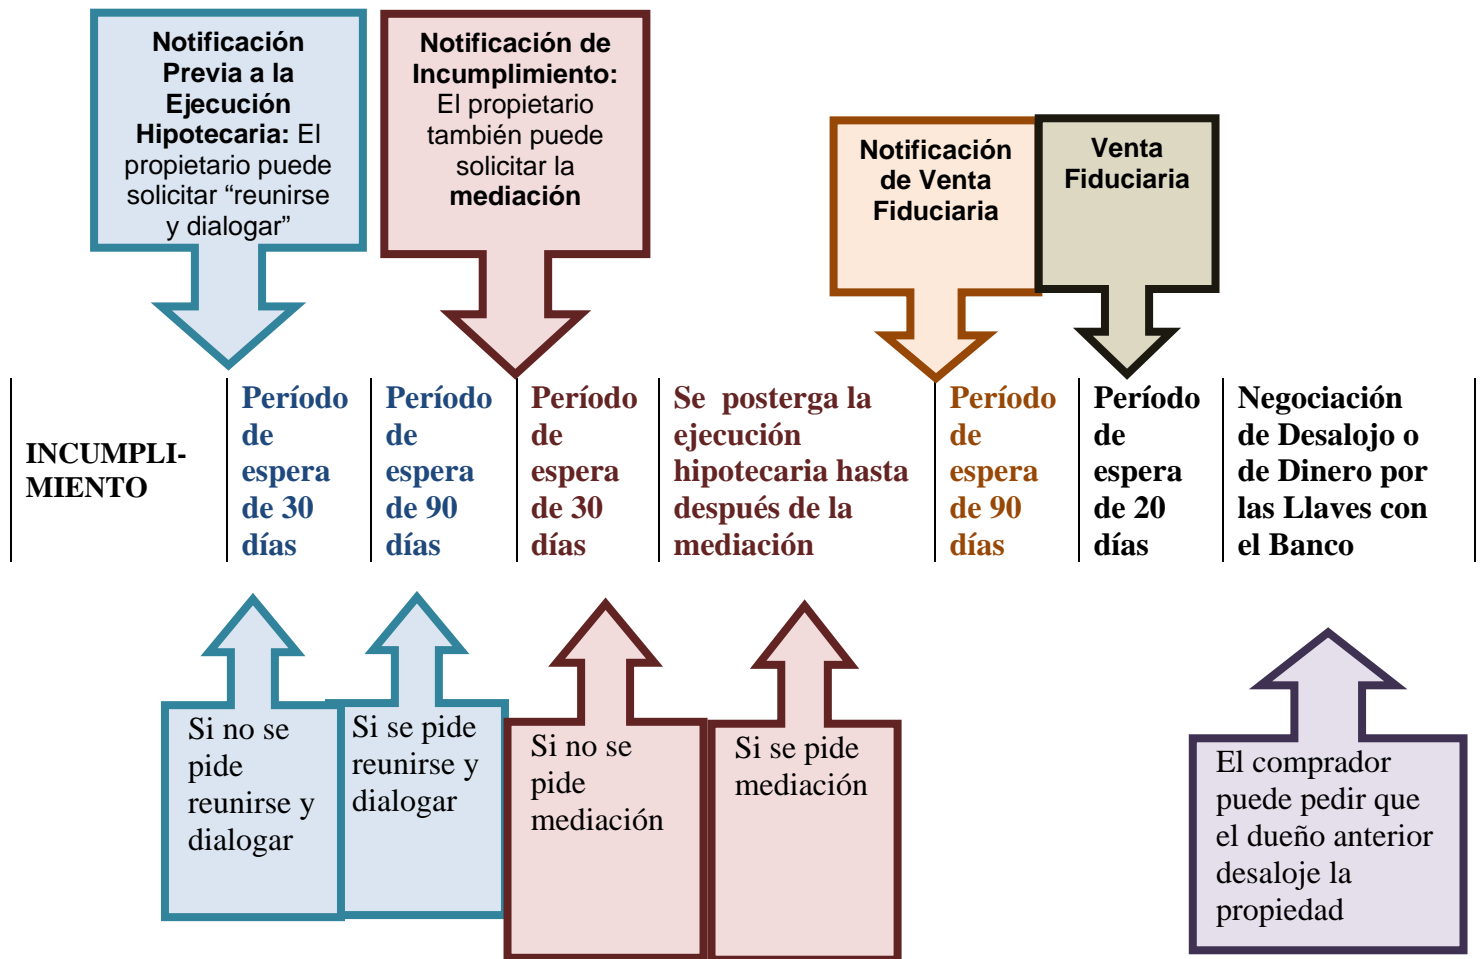 Notificación
Previa a la
Ejecución
Hipotecaria: El
propietario puede
solicitar “reunirse
y dialogar”
Notificación de
Incumplimiento:
El propietario
también puede
solicitar la
mediación
Notificación
de Venta
Fiduciaria
Venta
Fiduciaria
INCUMPLI-
MIENTO
Período
de
espera
de 30
días
Período
de
espera
de 90
días
Período
de
espera
de 30
días
Se posterga la
ejecución
hipotecaria hasta
después de la
mediación
Período
de
espera
de 90
días
Período
de
espera
de 20
días
Negociación
de Desalojo o
de Dinero por
las Llaves con
el Banco
Si no se
pide
reunirse y
dialogar
Si se pide
reunirse y
dialogar
Si no se
pide
mediación
Si se pide
mediación
El comprador
puede pedir que
el dueño anterior
desaloje la
propiedad